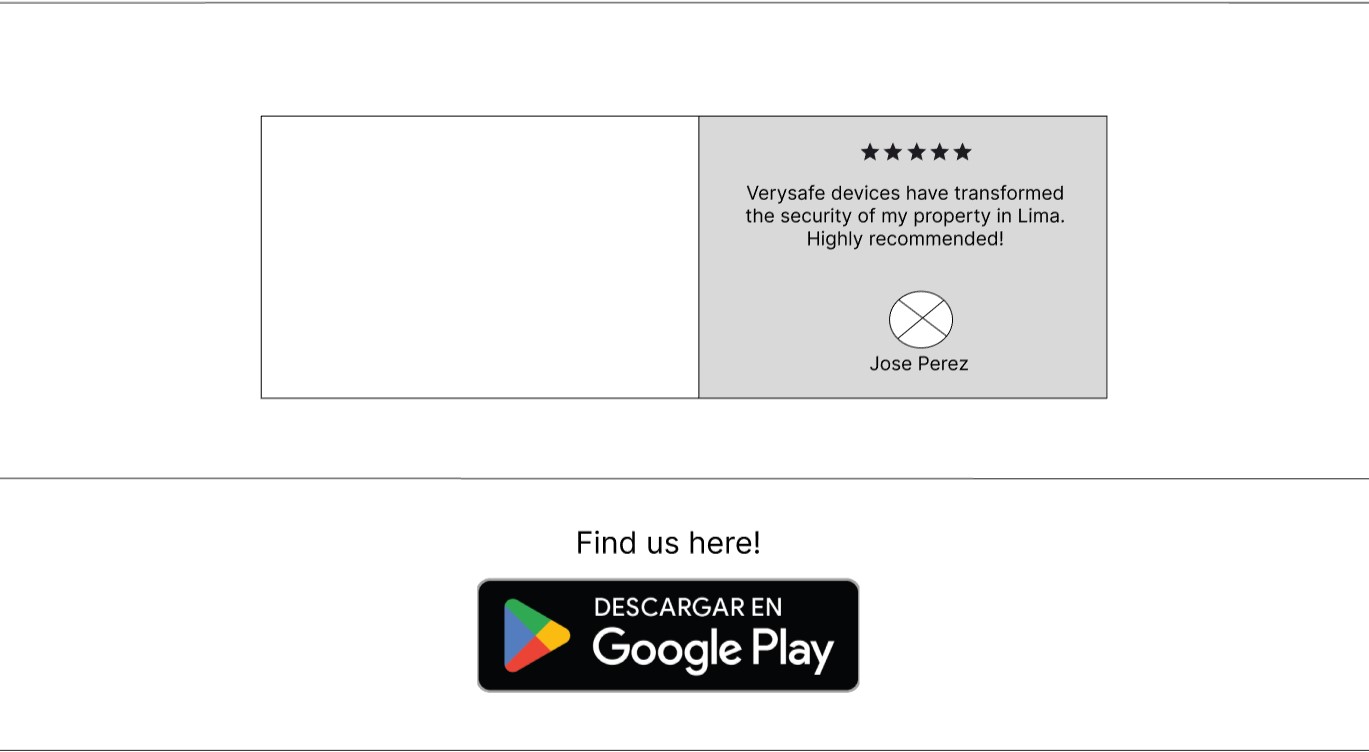 ★★★★★
Verysafe devices have transformed
the security of my property in Lima.
Highly recommended!
Jose Perez
Find us here!
DESCARGAR EN
Google Play